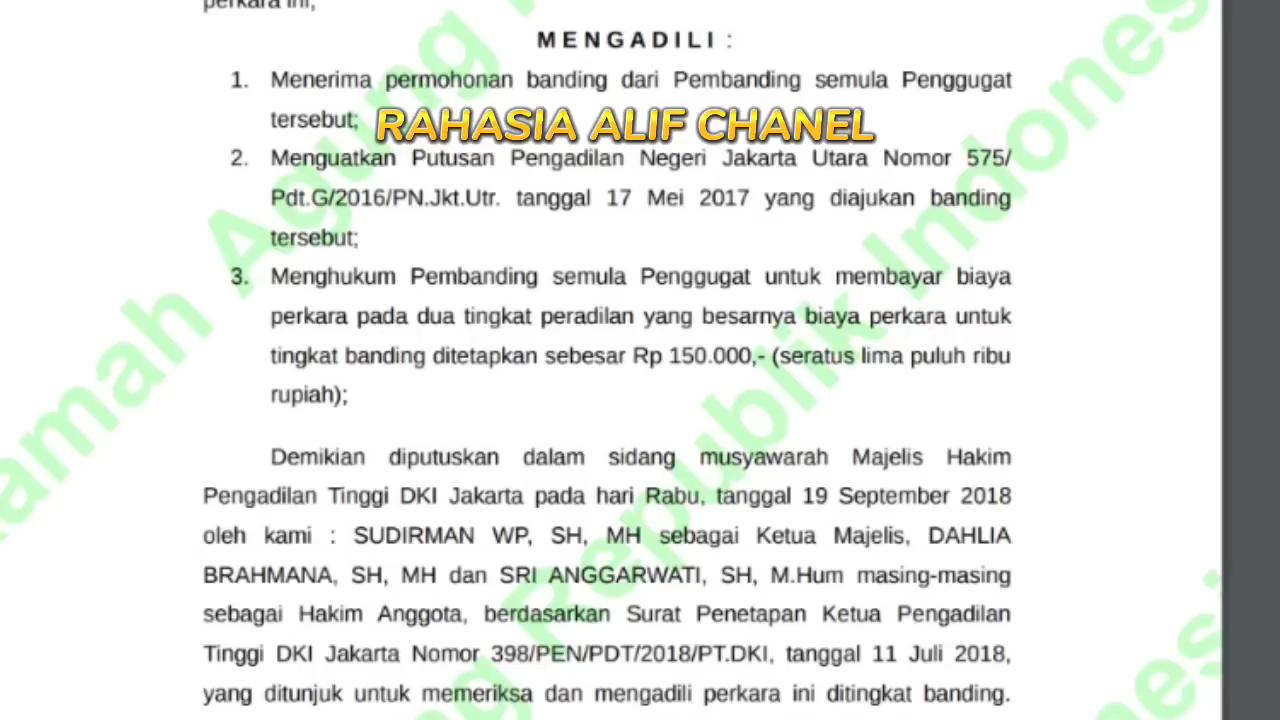 perkara ini;
MENGADILI :
1. Menerima permohonan banding dari Pembanding semula Penggugat
tersebut;
RAHASIA ALIF CHANEL
2. Menguatkan Putusan Pengadilan Negeri Jakarta Utara Nomor 575/
Pdt.G/2016/PN.Jkt.Utr. tanggal 17 Mei 2017 yang diajukan banding
tersebut;
3. Menghukum Pembanding semula Penggugat untuk membayar biaya
perkara pada dua tingkat peradilan yang besarnya biaya perkara untuk
tingkat banding ditetapkan sebesar Rp 150.000,- (seratus lima puluh ribu
rupiah);
Demikian diputuskan dalam sidang musyawarah Majelis Hakim
Pengadilan Tinggi DKI Jakarta pada hari Rabu, tanggal 19 September 2018
oleh kami : SUDIRMAN WP, SH, MH sebagai Ketua Majelis, DAHLIA
BRAHMANA, SH, MH dan SRI ANGGARWATI, SH, M.Hum masing-masing
sebagai Hakim Anggota, berdasarkan Surat Penetapan Ketua Pengadilan
Tinggi DKI Jakarta Nomor 398/PEN/PDT/2018/PT.DKI, tanggal 11 Juli 2018,
yang ditunjuk untuk memeriksa dan mengadili perkara ini ditingkat banding.
amah Agung
Republik Indonesi